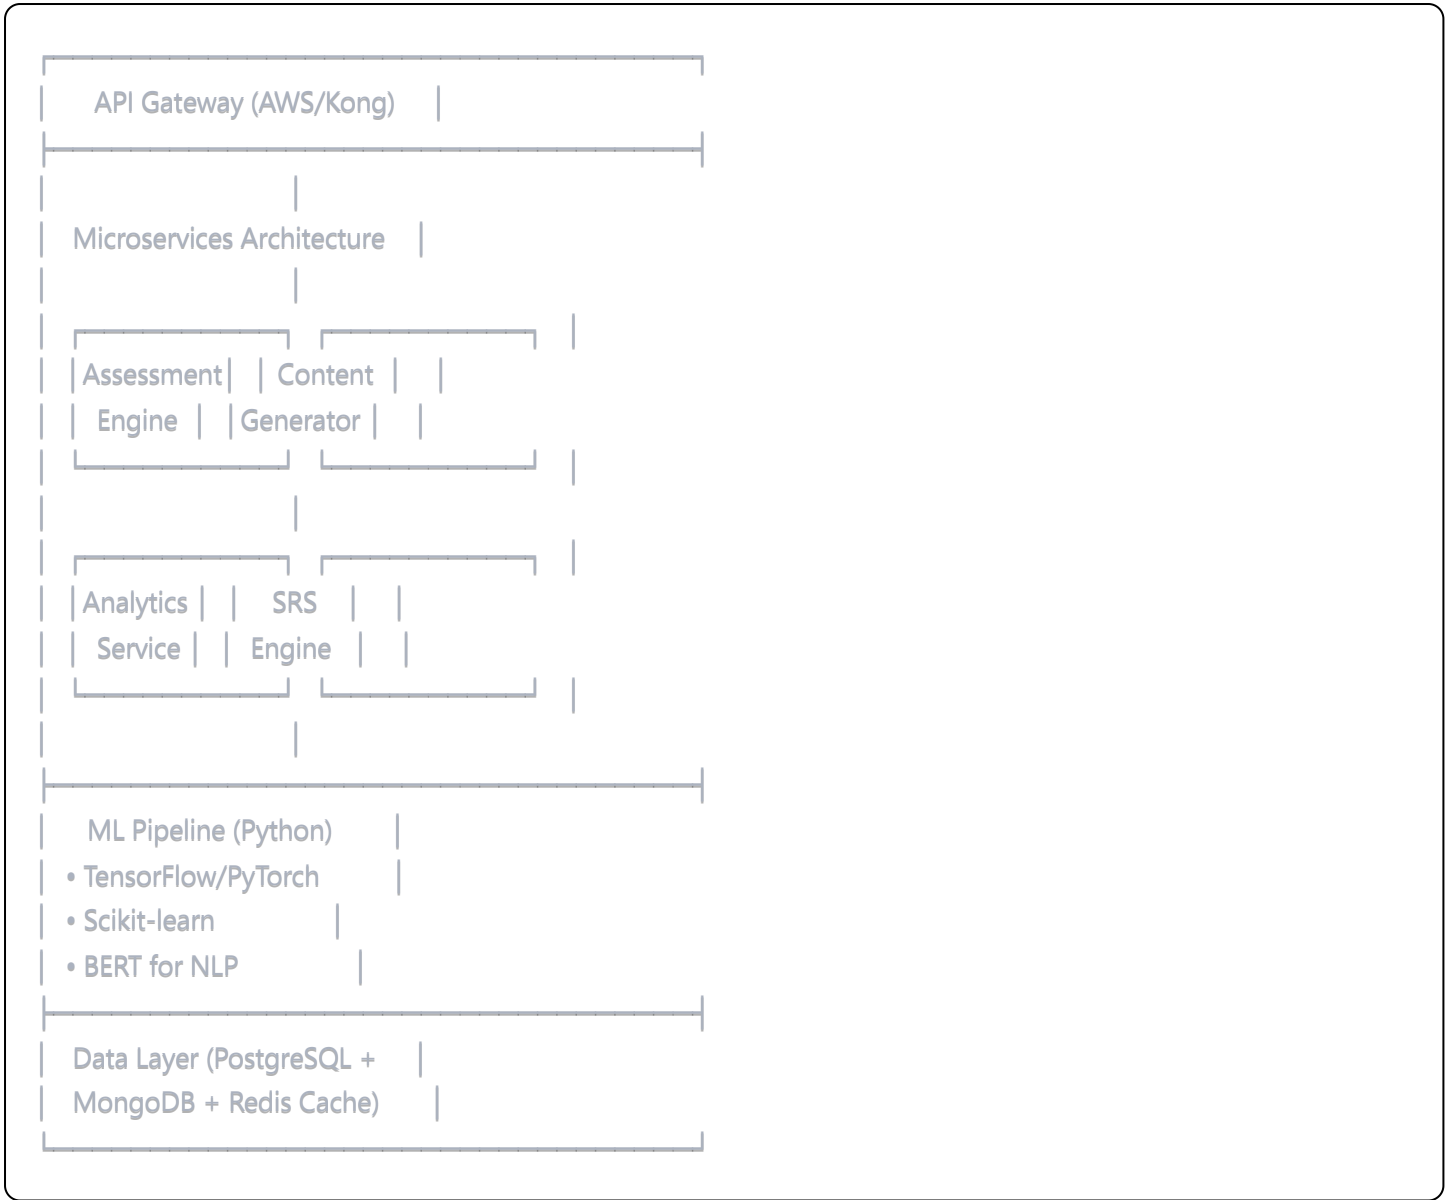 API Gateway (AWS/Kong)
Microservices Architecture
Assessment Content
Engine Generator
Analytics SRS
Service Engine
ML Pipeline (Python)
• TensorFlow/PyTorch
• Scikit-learn
• BERT for NLP
Data Layer (PostgreSQL +
MongoDB + Redis Cache)